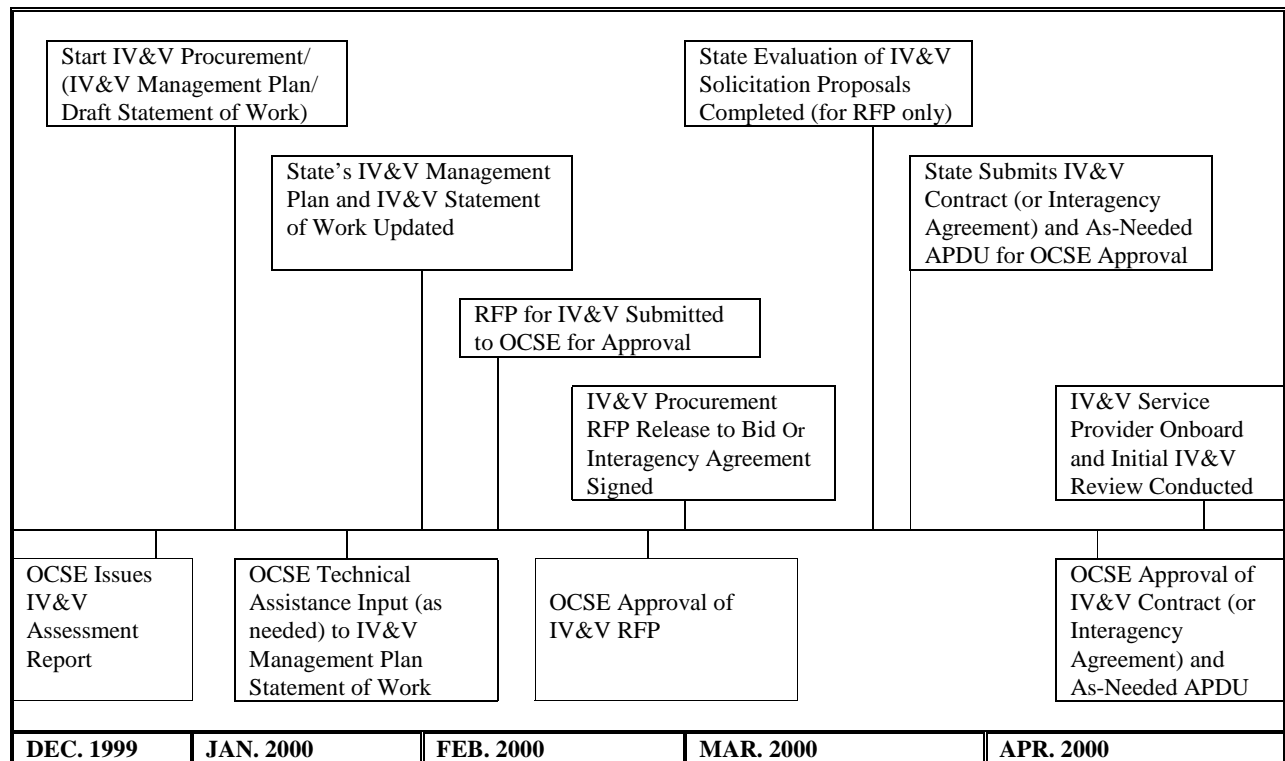 Start IV&V Procurement/
(IV&V Management Plan/
Draft Statement of Work)
State Evaluation of IV&V
Solicitation Proposals
Completed (for RFP only)
State's IV&V Management
Plan and IV&V Statement
of Work Updated
State Submits IV&V
Contract (or Interagency
Agreement) and As-Needed
APDU for OCSE Approval
RFP for IV&V Submitted
to OCSE for Approval
IV&V Procurement
RFP Release to Bid Or
Interagency Agreement
Signed
IV&V Service
Provider Onboard
and Initial IV&V
Review Conducted
OCSE Issues
IV&V
Assessment
Report
OCSE Technical
Assistance Input (as
needed) to IV&V
Management Plan
Statement of Work
OCSE Approval of
IV&V RFP
OCSE Approval of
IV&V Contract (or
Interagency
Agreement) and
As-Needed APDU
DEC. 1999 JAN. 2000 FEB. 2000 MAR. 2000 APR. 2000